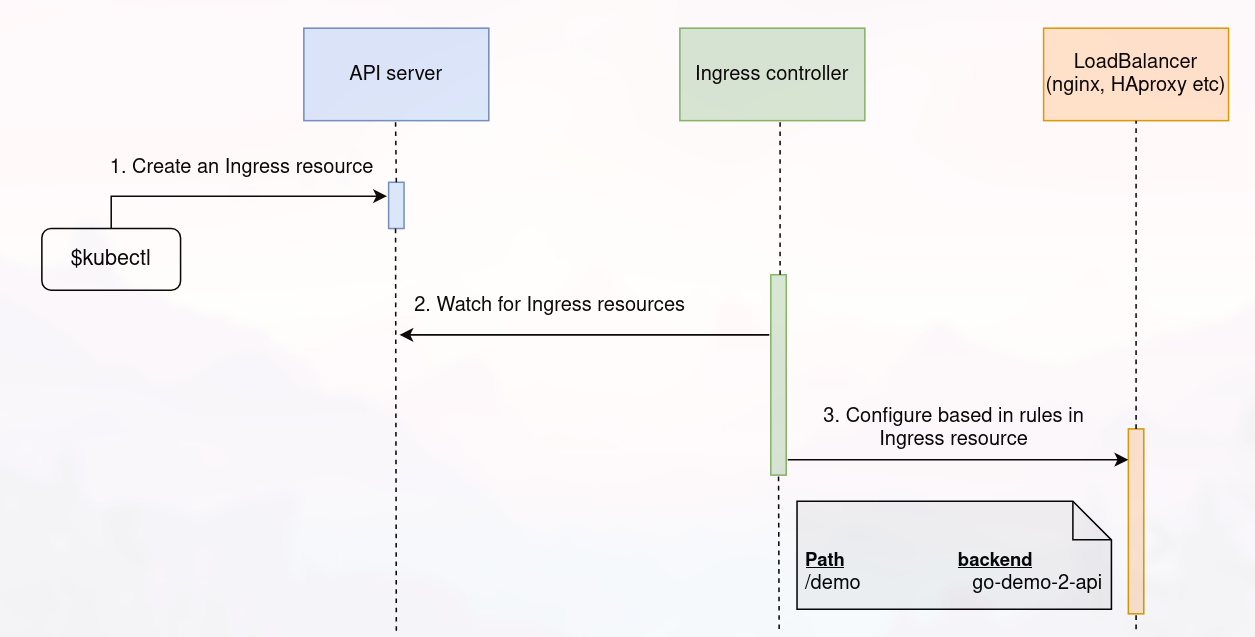 API server
Ingress controller
LoadBalancer
(nginx, HAproxy etc)
1. Create an Ingress resource
$kubectl
2. Watch for Ingress resources
3. Configure based in rules in
Ingress resource
Path backend
/demo go-demo-2-api